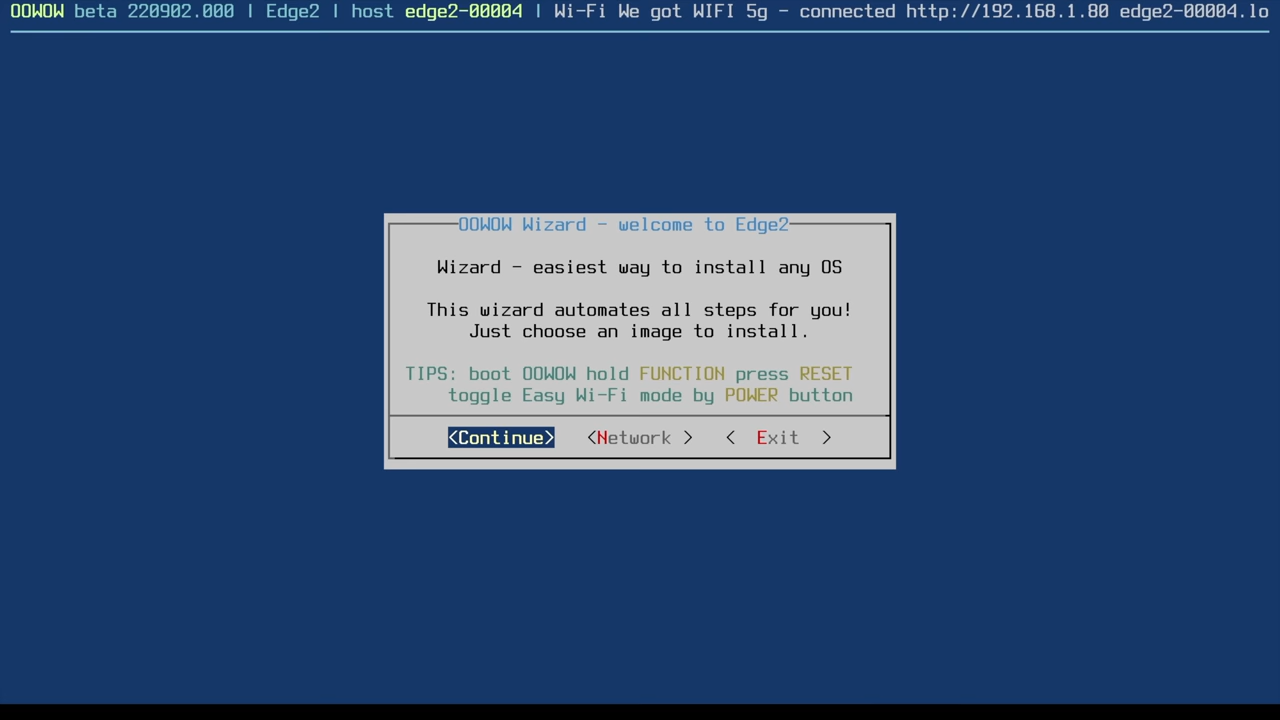 OOWOW beta 220902.000 | Edge2 | host edge2-00004 | Wi-Fi We got WIFI 5g - connected http://192.168.1.80 edge2-00004.lo
OOWOW Wizard - welcome to Edge2
Wizard - easiest way to install any OS
This wizard automates all steps for you!
Just choose an image to install.
TIPS: boot OOWOW hold FUNCTION press RESET
toggle Easy Wi-Fi mode by POWER button
<Continue> <Network > < Exit >